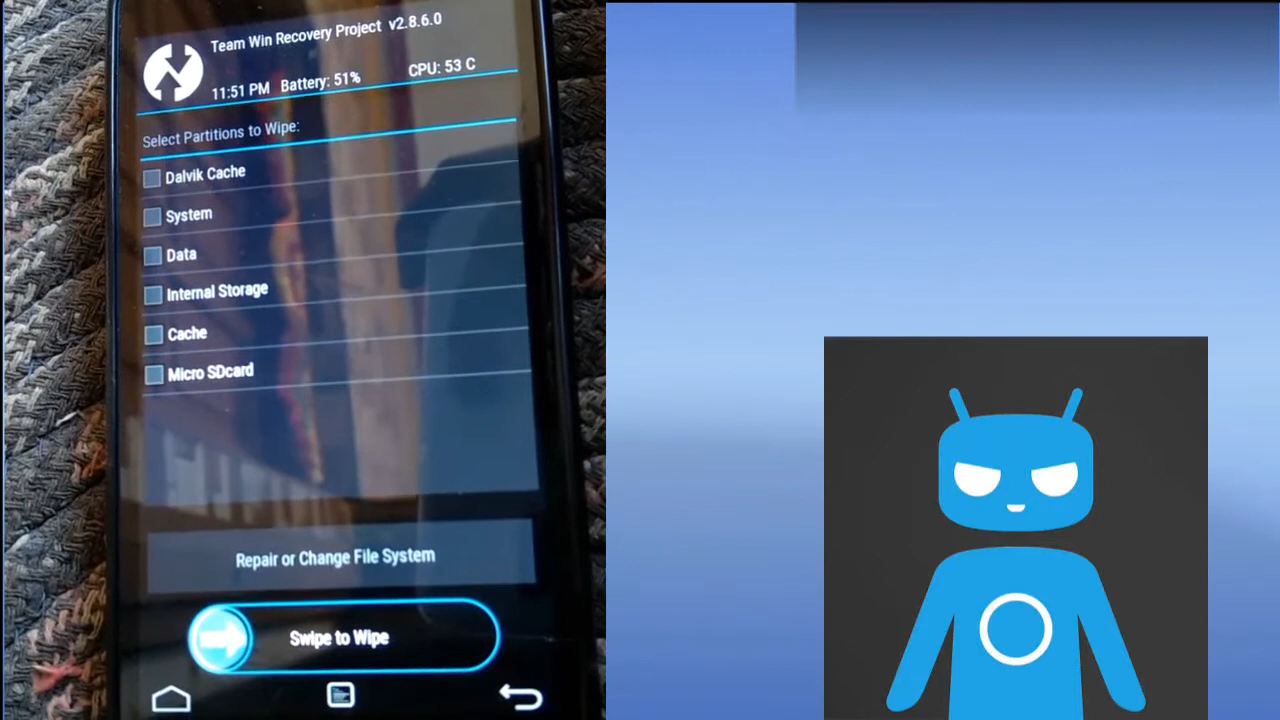 Team Win Recovery Project v2.8.6.0
11:51 PM Battery: 51% CPU: 53 C
Select Partitions to Wipe:
Dalvik Cache
System
Data
Internal Storage
Cache
Micro SDcard
Repair or Change File System
Swipe to Wipe